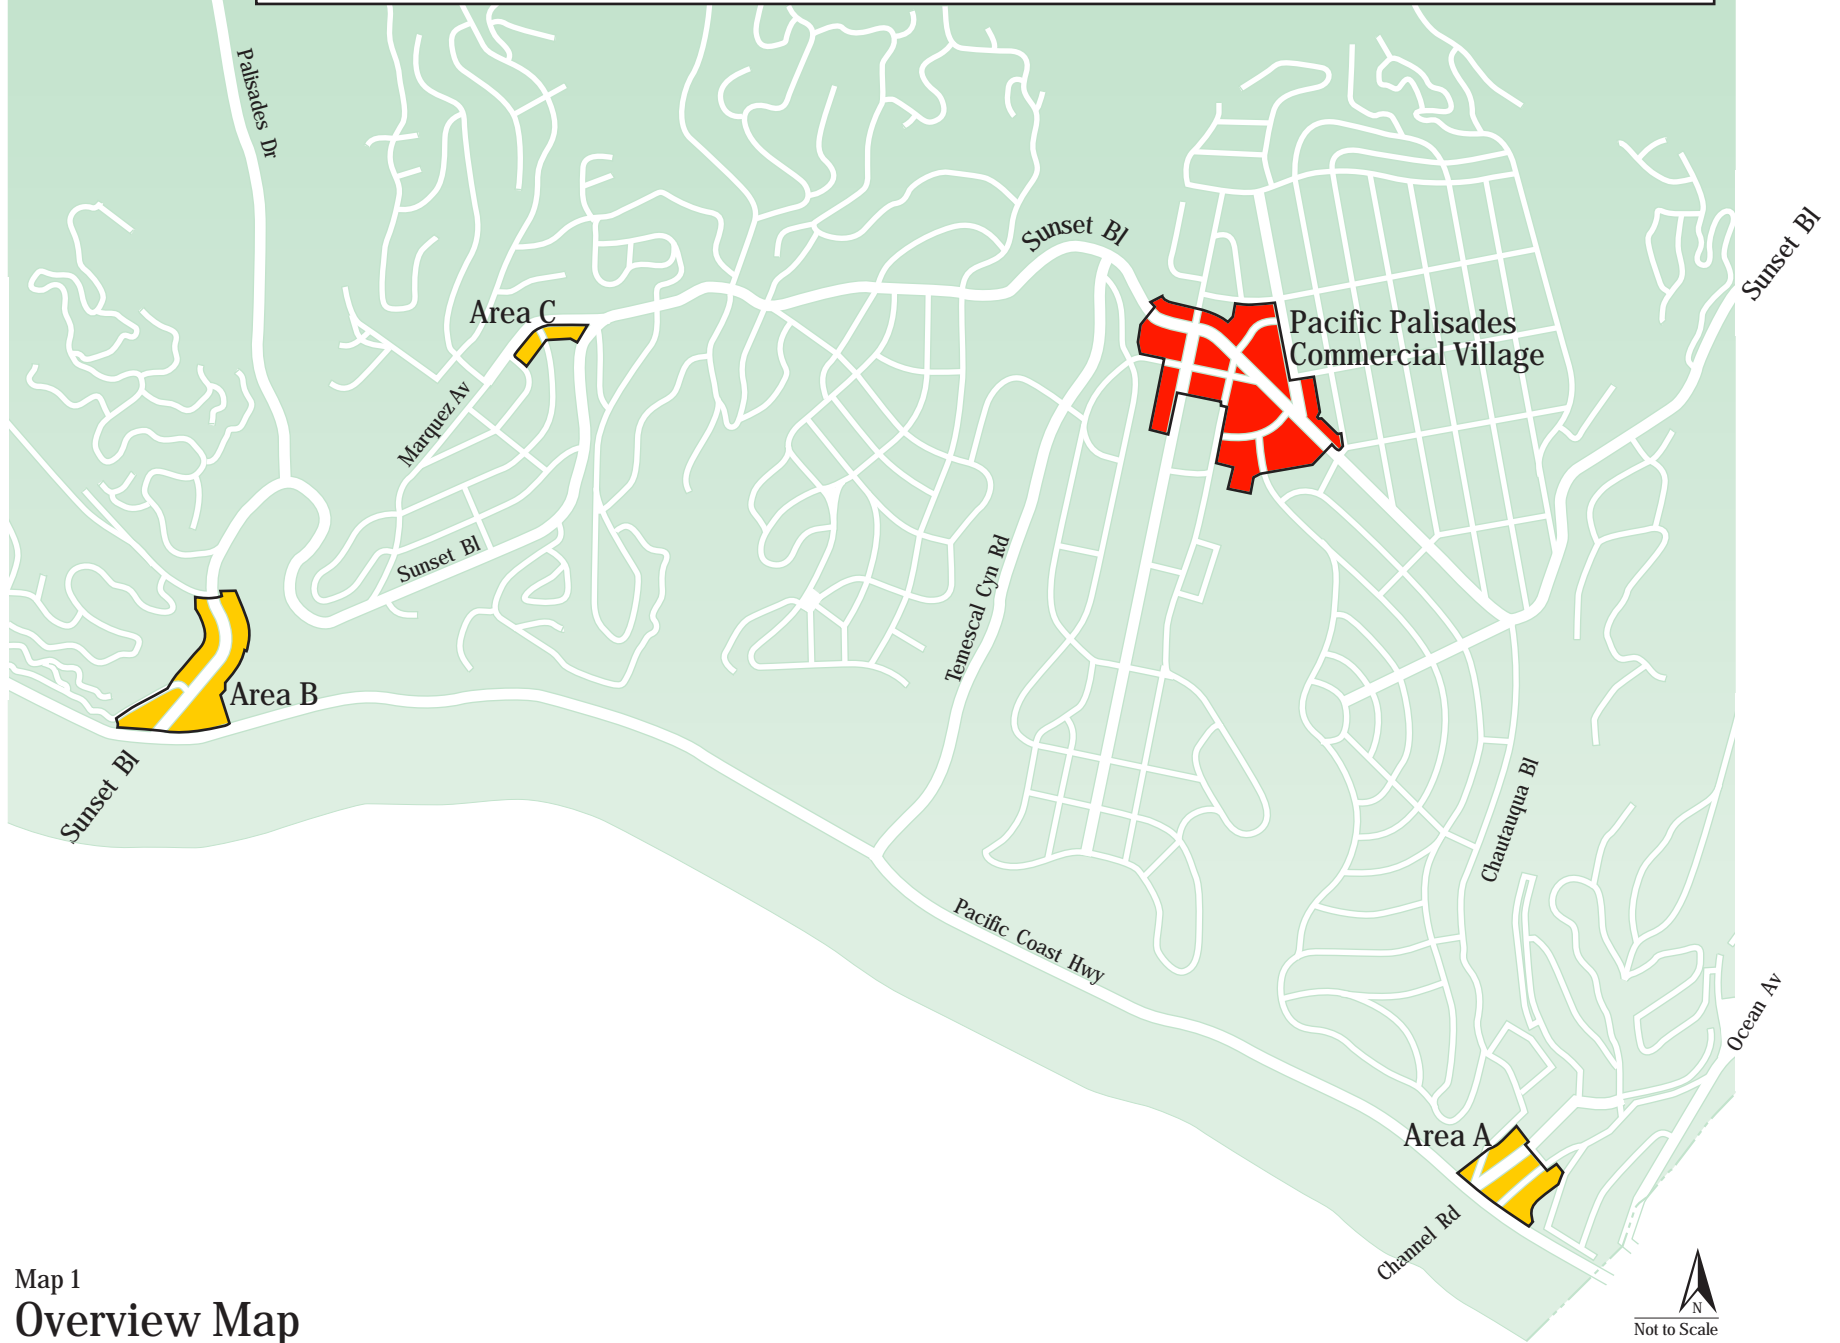 Palisades Dr
Sunset Bl
Sunset Bl
Area C
Pacific Palisades
Commercial Village
Marquez Av
Sunset Bl
Temescal Cyn Rd
Area B
Sunset Bl
Chautauqua Bl
Pacific Coast Hwy
Ocean Av
Area A
Channel Rd
Map 1
Overview Map
N
Not to Scale